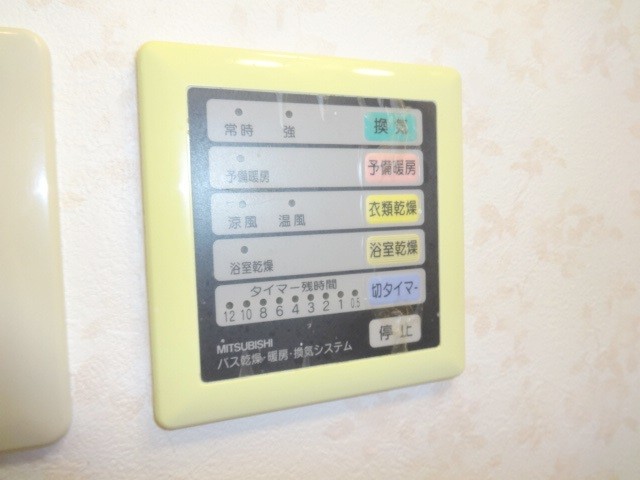 常時 強 換気
予備暖房 予備暖房
涼風 温風 衣類乾燥
浴室乾燥 浴室乾燥
タイマー残時間 切タイマー
12 10 8 6 4 3 2 1 0.5
停止
MITSUBISHI
バス乾燥・暖房・換気システム